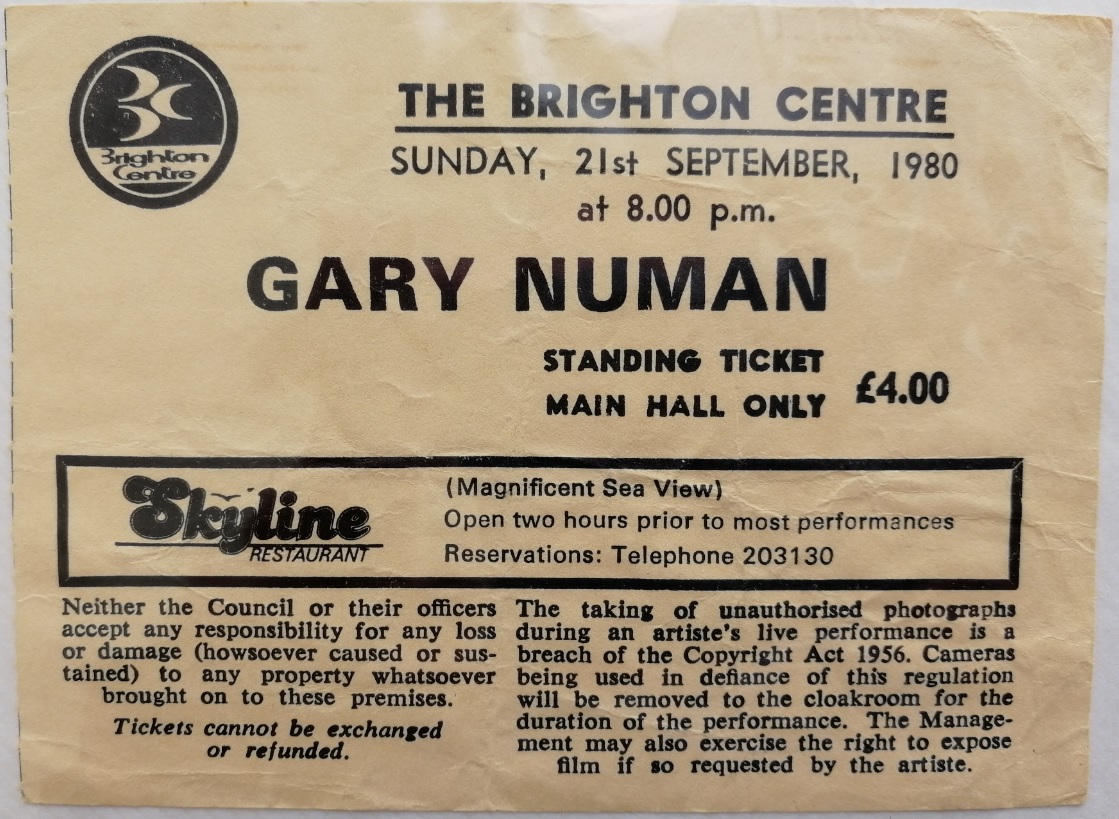 Brighton
Centre
THE BRIGHTON CENTRE
SUNDAY, 21st SEPTEMBER, 1980
at 8.00 p.m.
GARY NUMAN
STANDING TICKET
MAIN HALL ONLY
£4.00
Skyline
RESTAURANT
(Magnificent Sea View)
Open two hours prior to most performances
Reservations: Telephone 203130
Neither the Council or their officers
accept any responsibility for any loss
or damage (howsoever caused or sus-
tained) to any property whatsoever
brought on to these premises.
Tickets cannot be exchanged
or refunded.
The taking of unauthorised photographs
during an artiste's live performance is a
breach of the Copyright Act 1956. Cameras
being used in defiance of this regulation
will be removed to the cloakroom for the
duration of the performance. The Manage-
ment may also exercise the right to expose
film if so requested by the artiste.